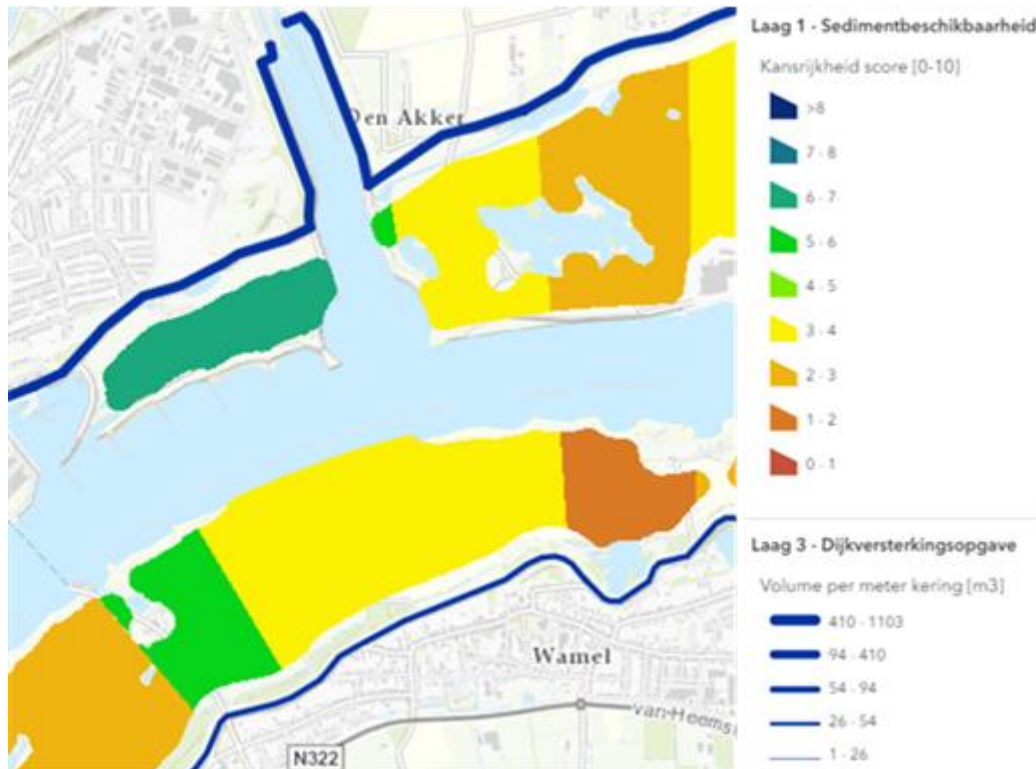 Den Akker
Wamel
van-Heems
N322
Laag 1 - Sedimentbeschikbaarheid
Kansrijkheid score [0-10]
>8
7 - 8
6 - 7
5 - 6
4 - 5
3 - 4
2 - 3
1 - 2
0 - 1
Laag 3 - Dijkversterkingsopgave
Volume per meter kering [m3]
410 - 1103
94 - 410
54 - 94
26 - 54
1 - 26